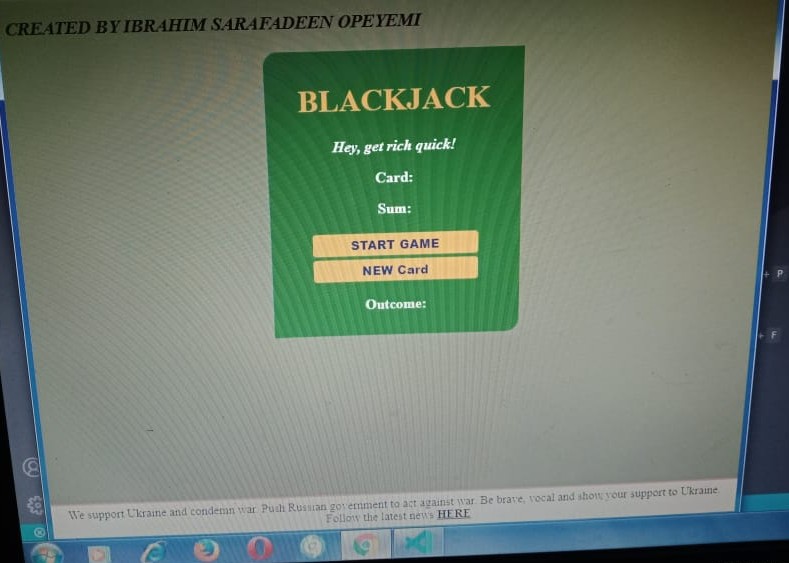 CREATED BY IBRAHIM SARAFADEEN OPEYEMI
BLACKJACK
Hey, get rich quick!
Card:
Sum:
START GAME
NEW Card
Outcome:
+ P
+ F
We support Ukraine and condemn war. Push Russian government to act against war. Be brave, vocal and show your support to Ukraine.
Follow the latest news HERE